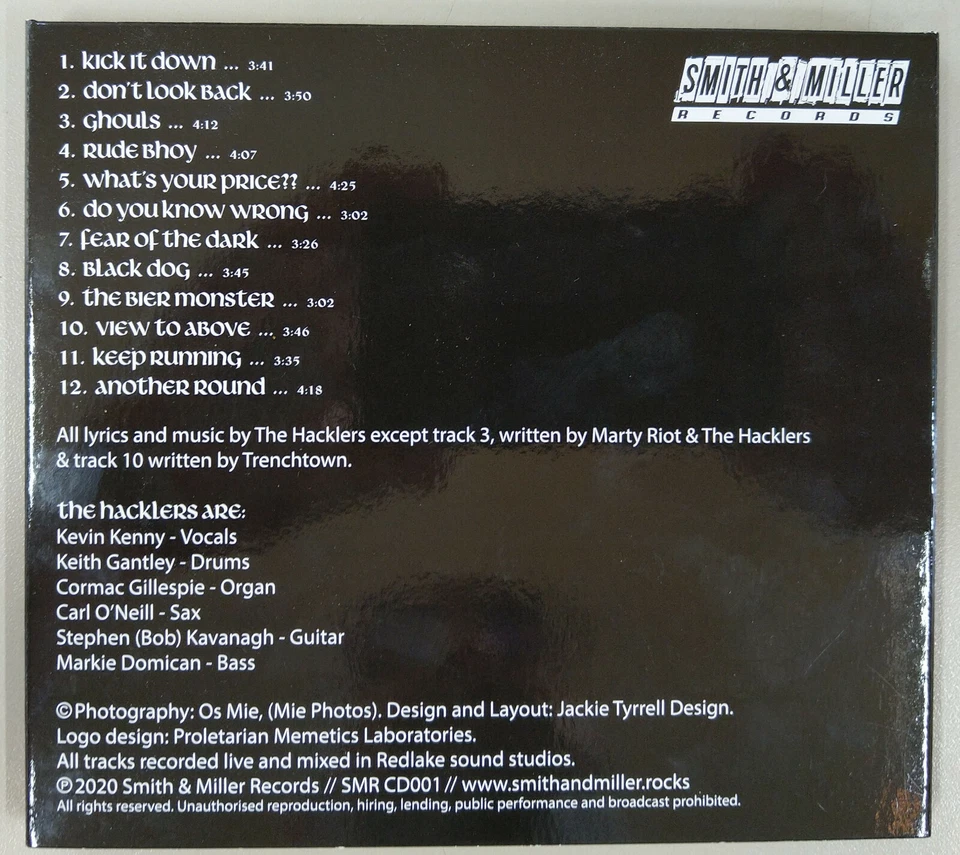 1. kick it down ... 3:41
2. don't look back ... 3:50
3. ghouls ... 4:12
4. rude bhoy ... 4:07
5. what's your price?? ... 4:25
6. do you know wrong ... 3:02
7. fear of the dark ... 3:26
8. black dog ... 3:45
9. the bier monster ... 3:02
10. view to above ... 3:46
11. keep running ... 3:35
12. another round ... 4:18
SMITH & MILLER
RECORDS
All lyrics and music by The Hacklers except track 3, written by Marty Riot & The Hacklers
& track 10 written by Trenchtown.
the hacklers are:
Kevin Kenny - Vocals
Keith Gantley - Drums
Cormac Gillespie - Organ
Carl O'Neill - Sax
Stephen (Bob) Kavanagh - Guitar
Markie Domican - Bass
©Photography: Os Mie, (Mie Photos). Design and Layout: Jackie Tyrrell Design.
Logo design: Proletarian Memetics Laboratories.
All tracks recorded live and mixed in Redlake sound studios.
℗2020 Smith & Miller Records // SMR CD001 // www.smithandmiller.rocks
All rights reserved. Unauthorised reproduction, hiring, lending, public performance and broadcast prohibited.